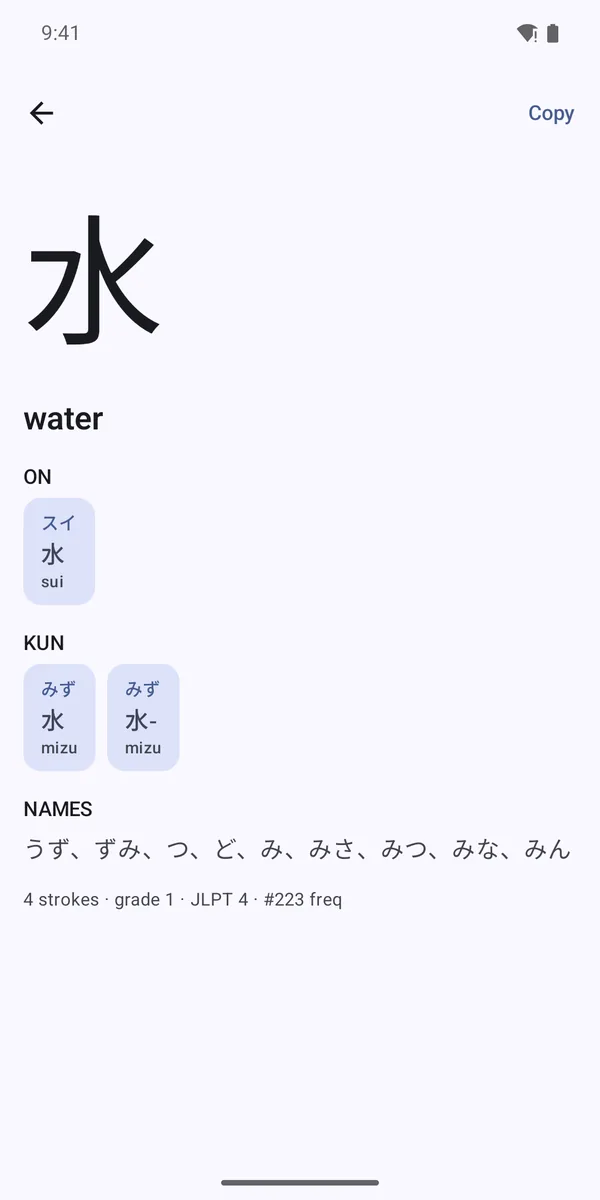 9:41
Copy
水
water
ON
スイ
水
sui
KUN
みず
水
mizu
みず
水-
mizu
NAMES
うず、ずみ、つ、ど、み、みさ、みつ、みな、みん
4 strokes · grade 1 · JLPT 4 · #223 freq